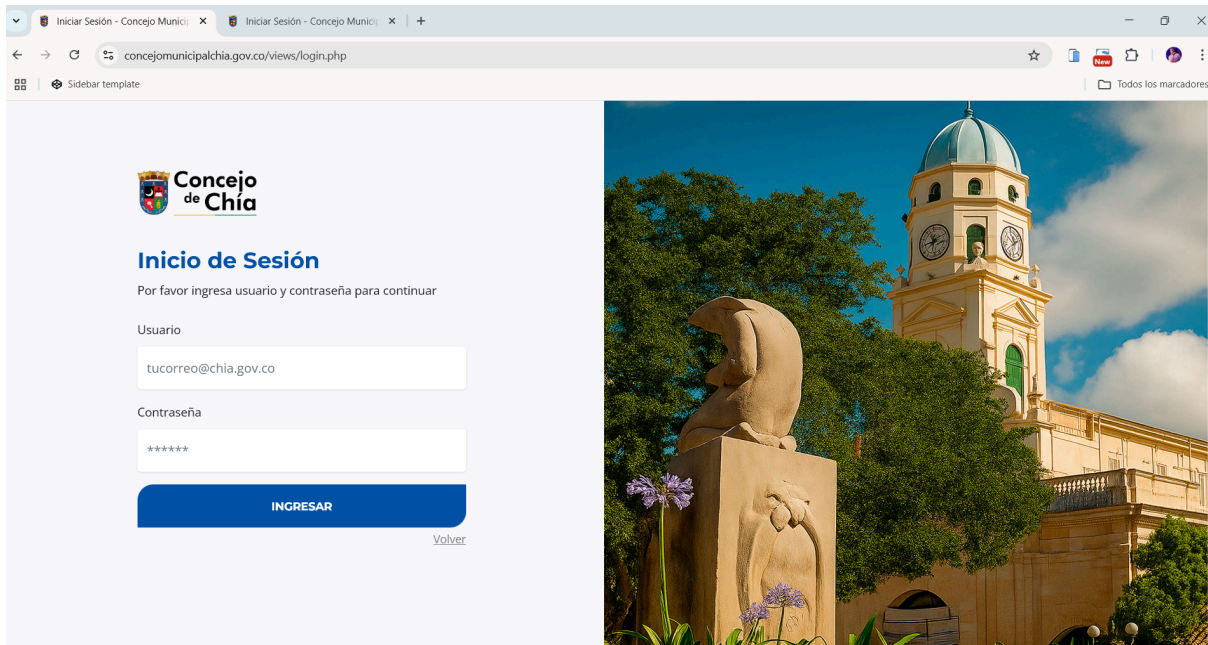 Iniciar Sesión - Concejo Municip
Iniciar Sesión - Concejo Municip
concejomunicipalchia.gov.co/views/login.php
New
Sidebar template
Todos los marcadores
Concejo
de Chía
Inicio de Sesión
Por favor ingresa usuario y contraseña para continuar
Usuario
tucorreo@chia.gov.co
Contraseña
******
INGRESAR
Volver